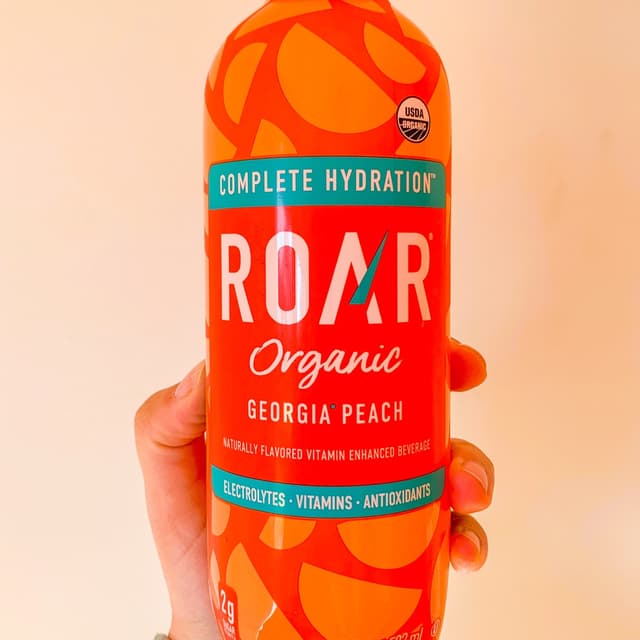 USDA
ORGANIC
COMPLETE HYDRATION™
ROAR®
Organic
GEORGIA® PEACH
NATURALLY FLAVORED VITAMIN ENHANCED BEVERAGE
ELECTROLYTES · VITAMINS · ANTIOXIDANTS
2g